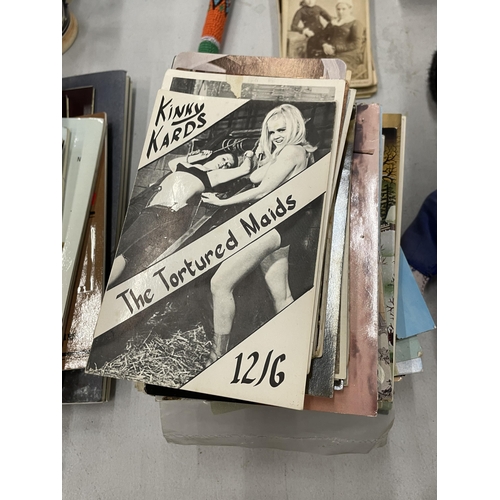 KINKY
KARDS
The Tortured Maids
12/6